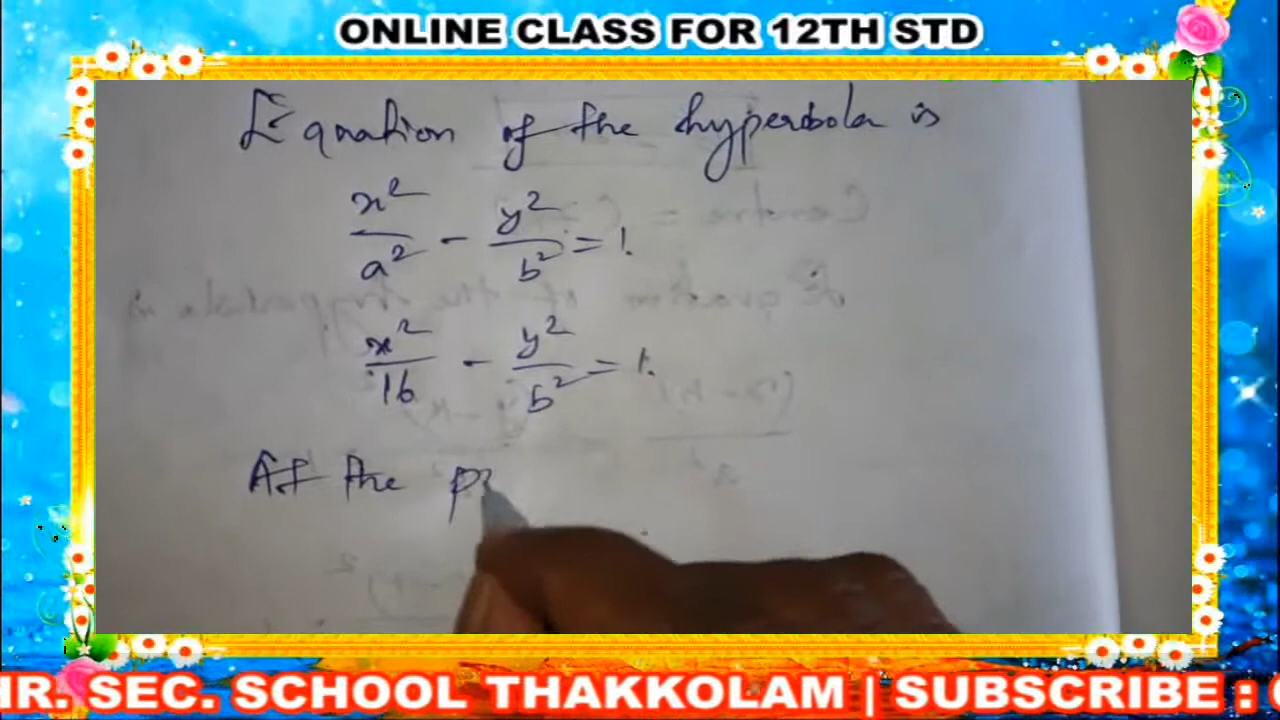 ONLINE CLASS FOR 12TH STD
Equation of the hyperbola is
x²/a² - y²/b² = 1.
x²/16 - y²/b² = 1.
At the
HR. SEC. SCHOOL THAKKOLAM | SUBSCRIBE :